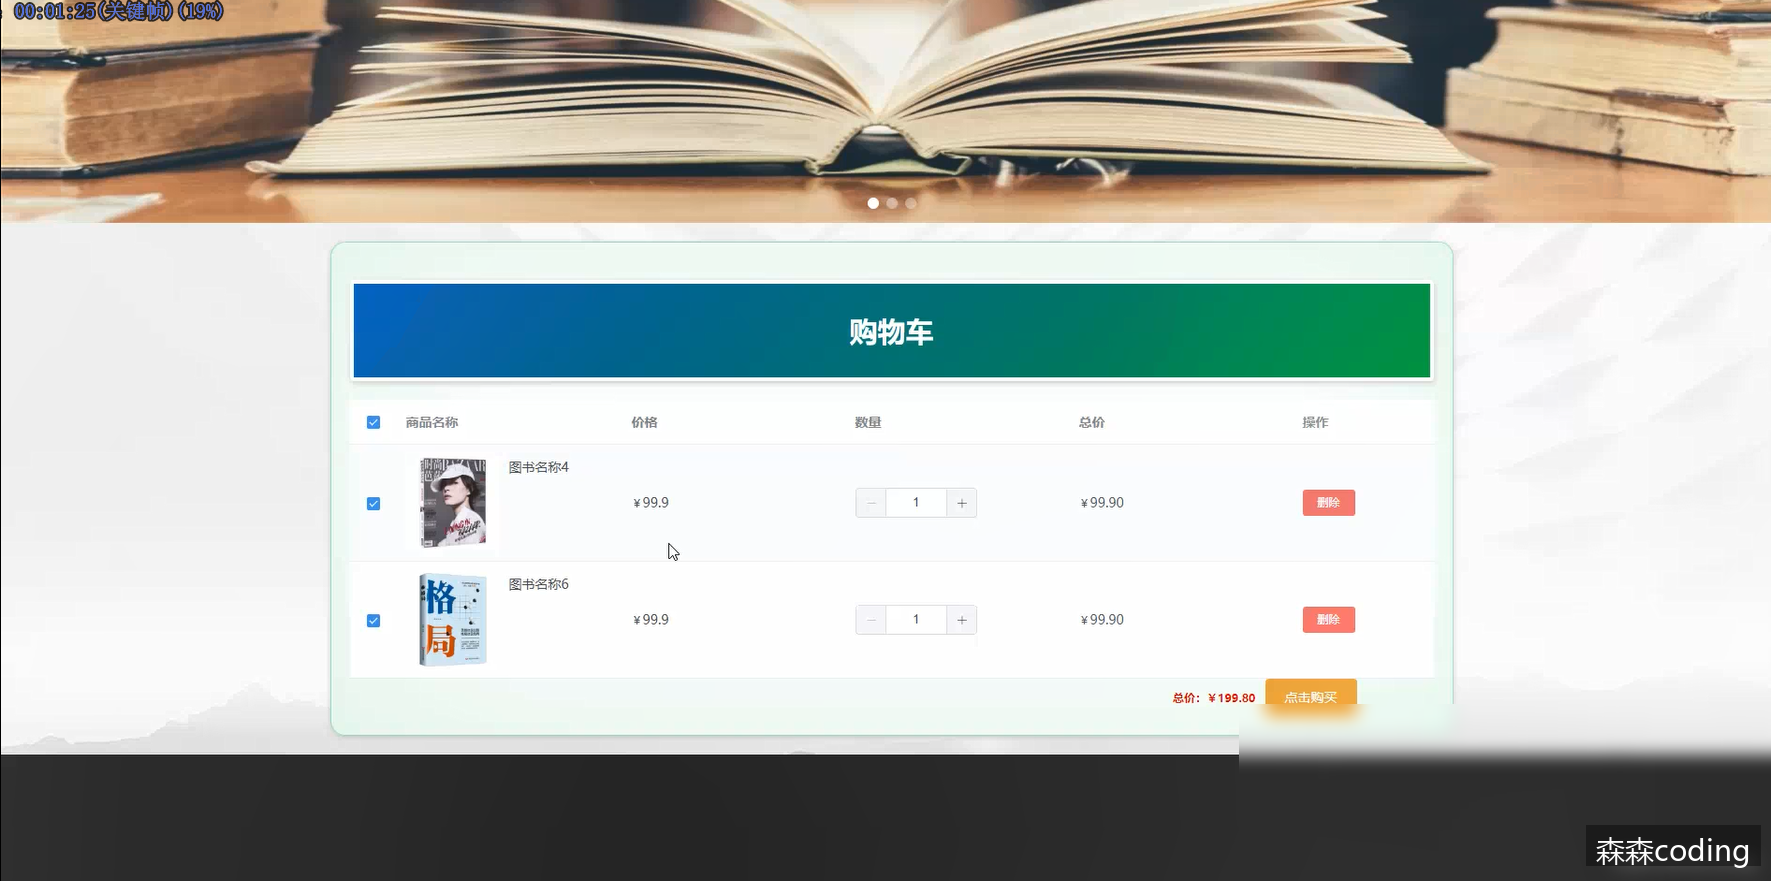 00:01:25(关键帧)(19%)
购物车
商品名称 价格 数量 总价 操作
图书名称4
¥99.9 1 ¥99.90 删除
格局
图书名称6
¥99.9 1 ¥99.90 删除
总价：¥199.80 点击购买
森森coding